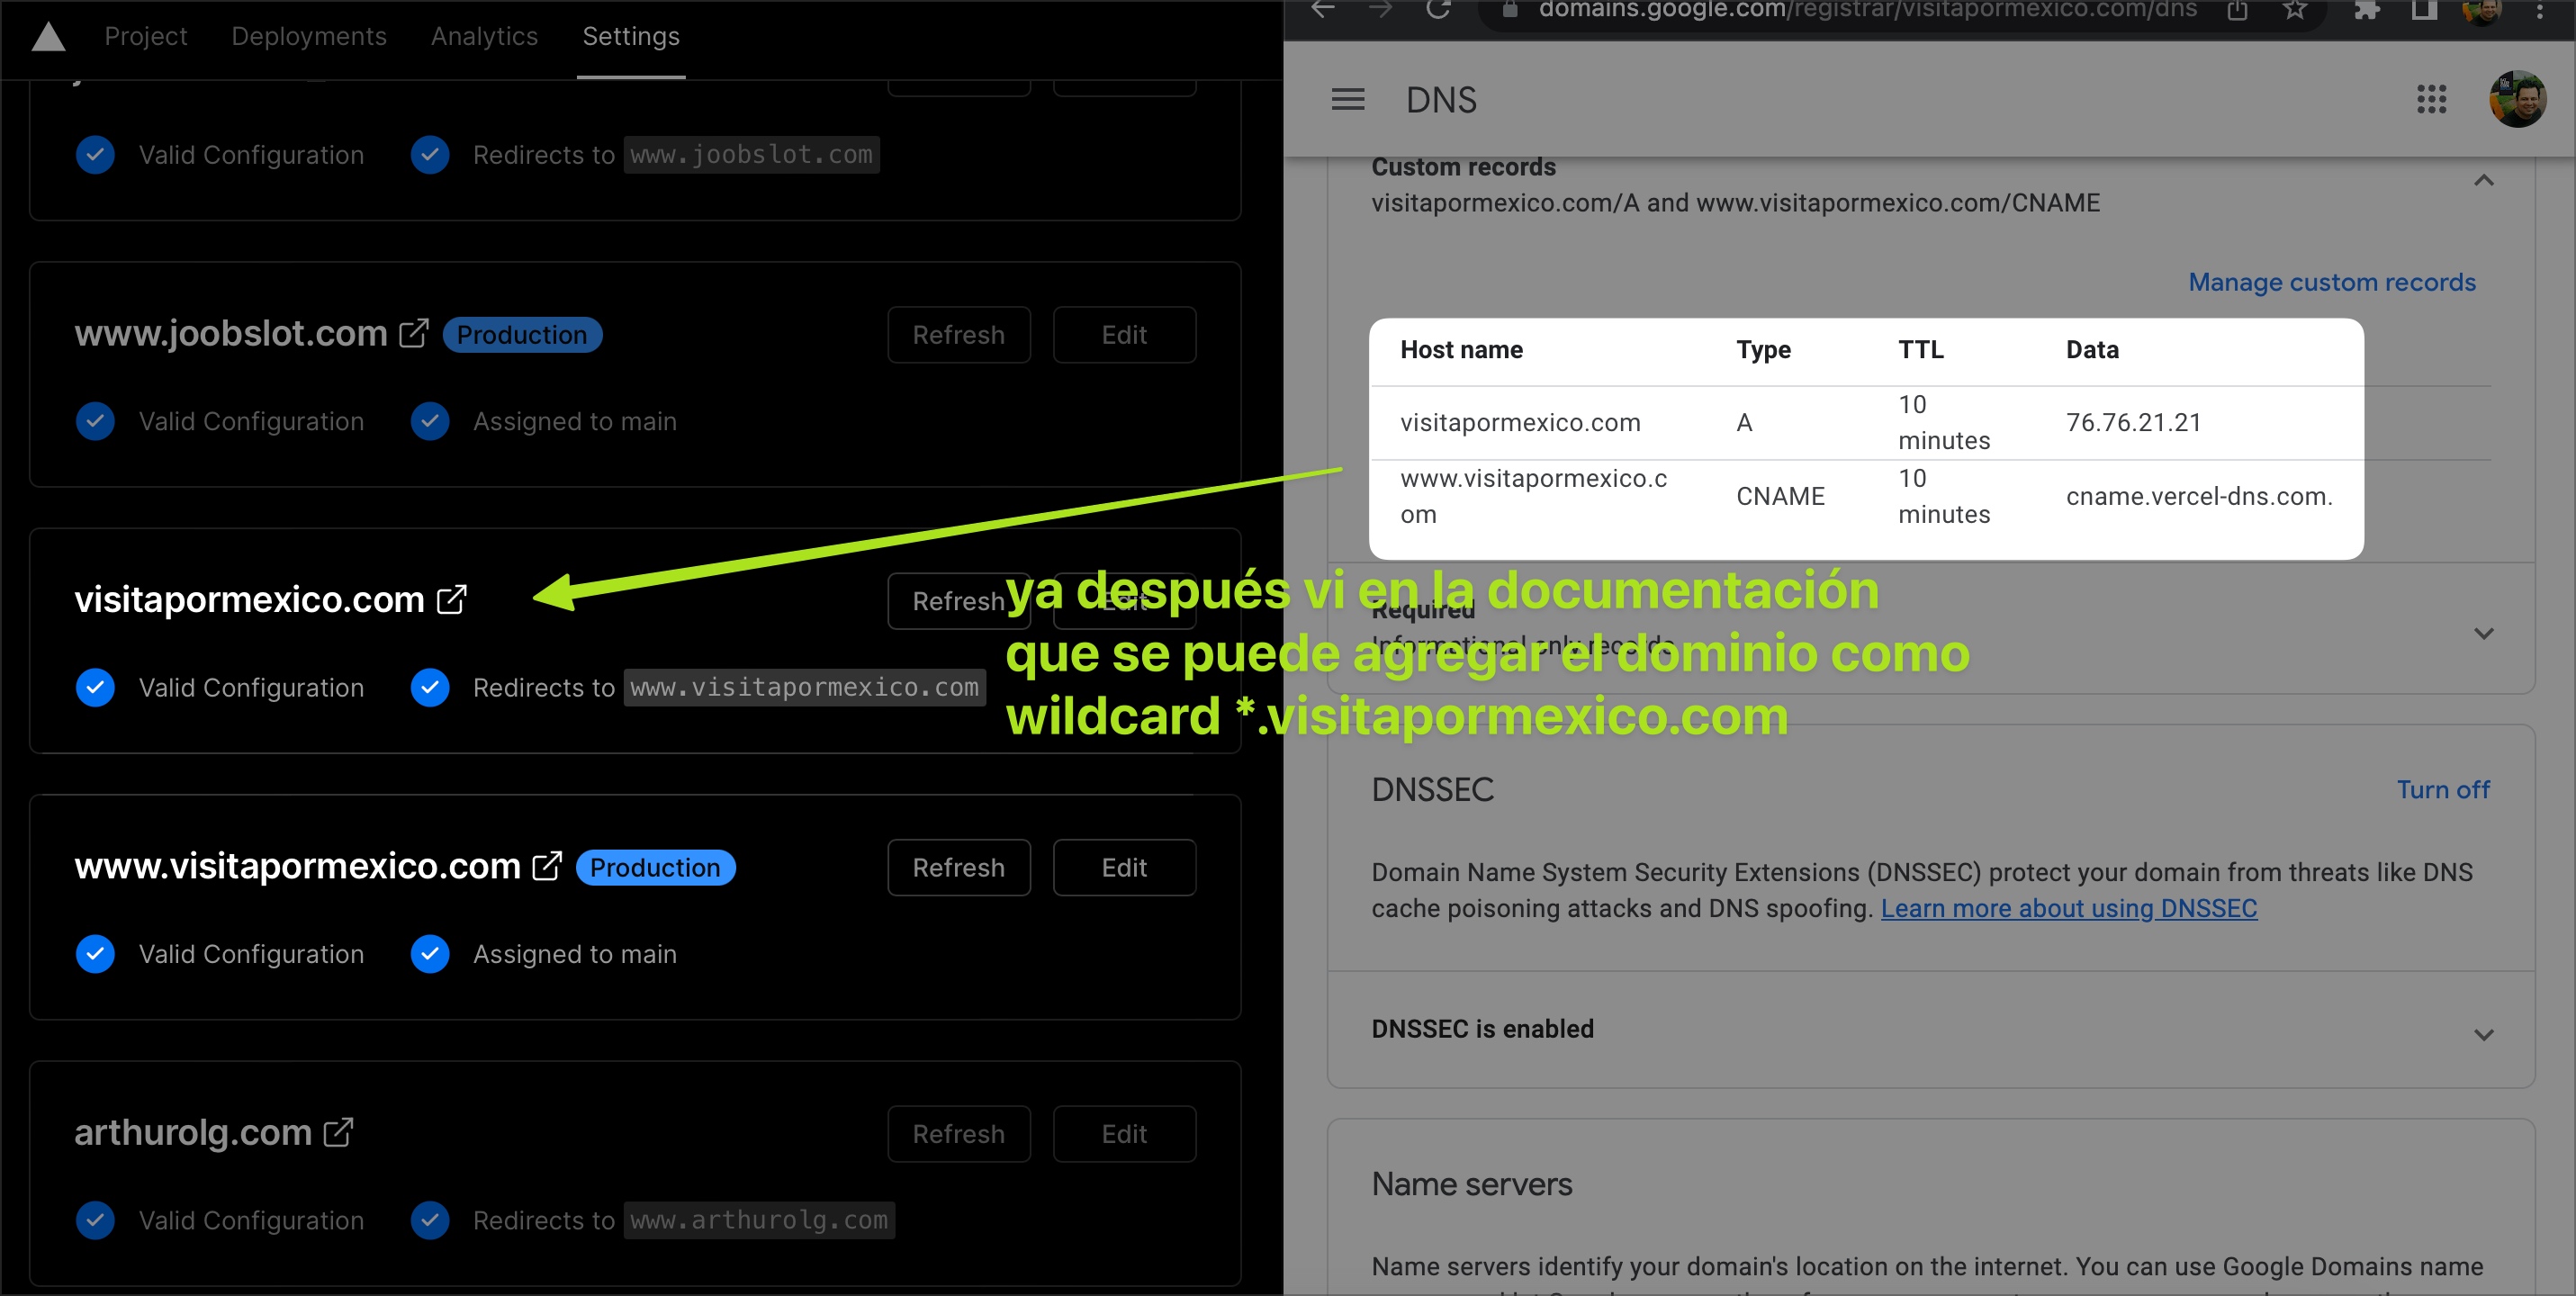 Project Deployments Analytics Settings
Valid Configuration Redirects to www.joobslot.com
www.joobslot.com Production Refresh Edit
Valid Configuration Assigned to main
visitapormexico.com Refresh Edit
Valid Configuration Redirects to www.visitapormexico.com
www.visitapormexico.com Production Refresh Edit
Valid Configuration Assigned to main
arthurolg.com Refresh Edit
Valid Configuration Redirects to www.arthurolg.com
domains.google.com/registrar/visitapormexico.com/dns
DNS
Custom records
visitapormexico.com/A and www.visitapormexico.com/CNAME
Manage custom records
Host name Type TTL Data
visitapormexico.com A 10 minutes 76.76.21.21
www.visitapormexico.c
om CNAME 10 minutes cname.vercel-dns.com.
ya después vi en la documentación
que se puede agregar el dominio como
wildcard *.visitapormexico.com
Required
Informational only records
DNSSEC Turn off
Domain Name System Security Extensions (DNSSEC) protect your domain from threats like DNS
cache poisoning attacks and DNS spoofing. Learn more about using DNSSEC
DNSSEC is enabled
Name servers
Name servers identify your domain's location on the internet. You can use Google Domains name